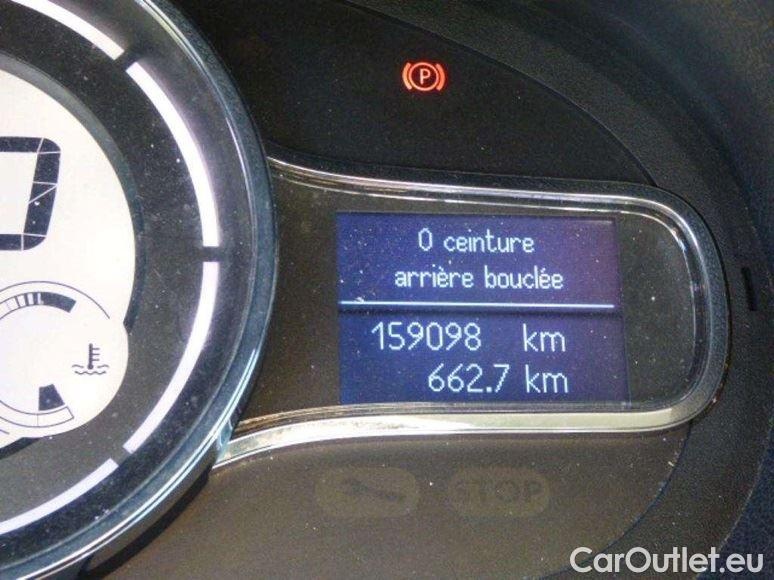 P
0 ceinture
arrière bouclée
159098 km
662.7 km
STOP
CarOutlet.eu